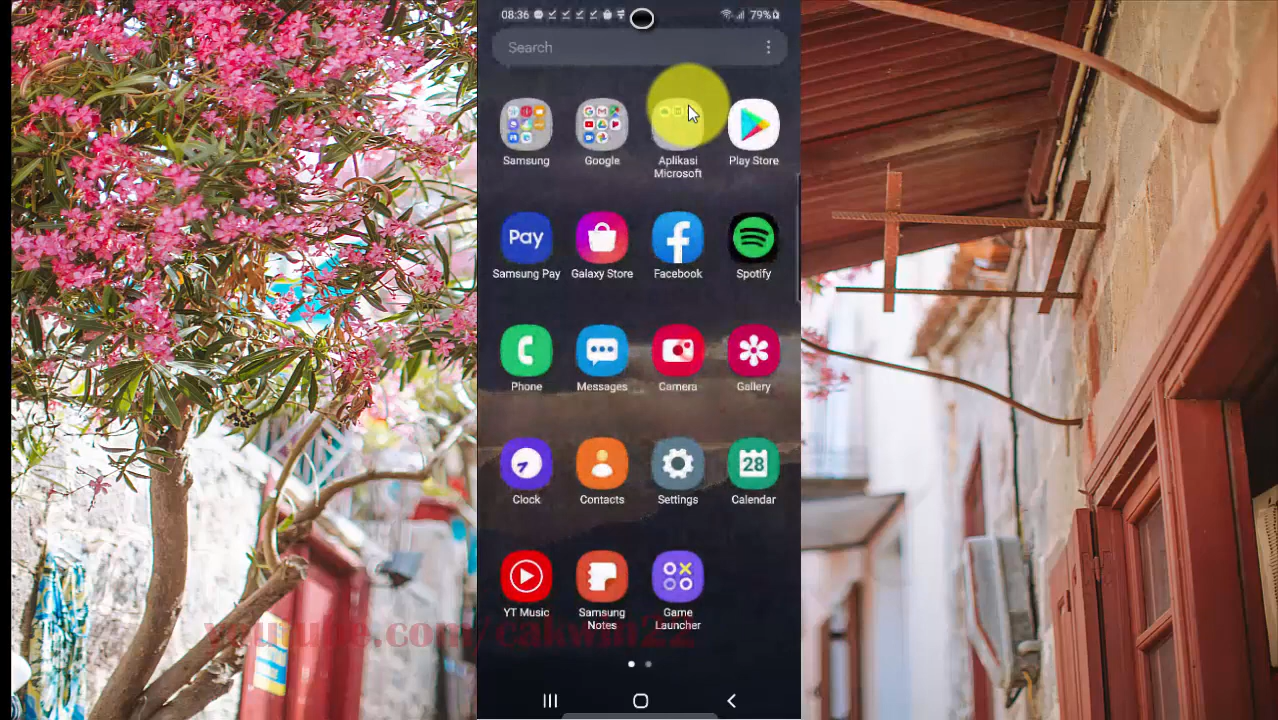 08:36
79%
Search
Samsung
Google
Aplikasi
Microsoft
Play Store
Pay
Samsung Pay
Galaxy Store
Facebook
Spotify
Phone
Messages
Camera
Gallery
28
Clock
Contacts
Settings
Calendar
YT Music
Samsung
Notes
Game
Launcher
youtube.com/cakwin22